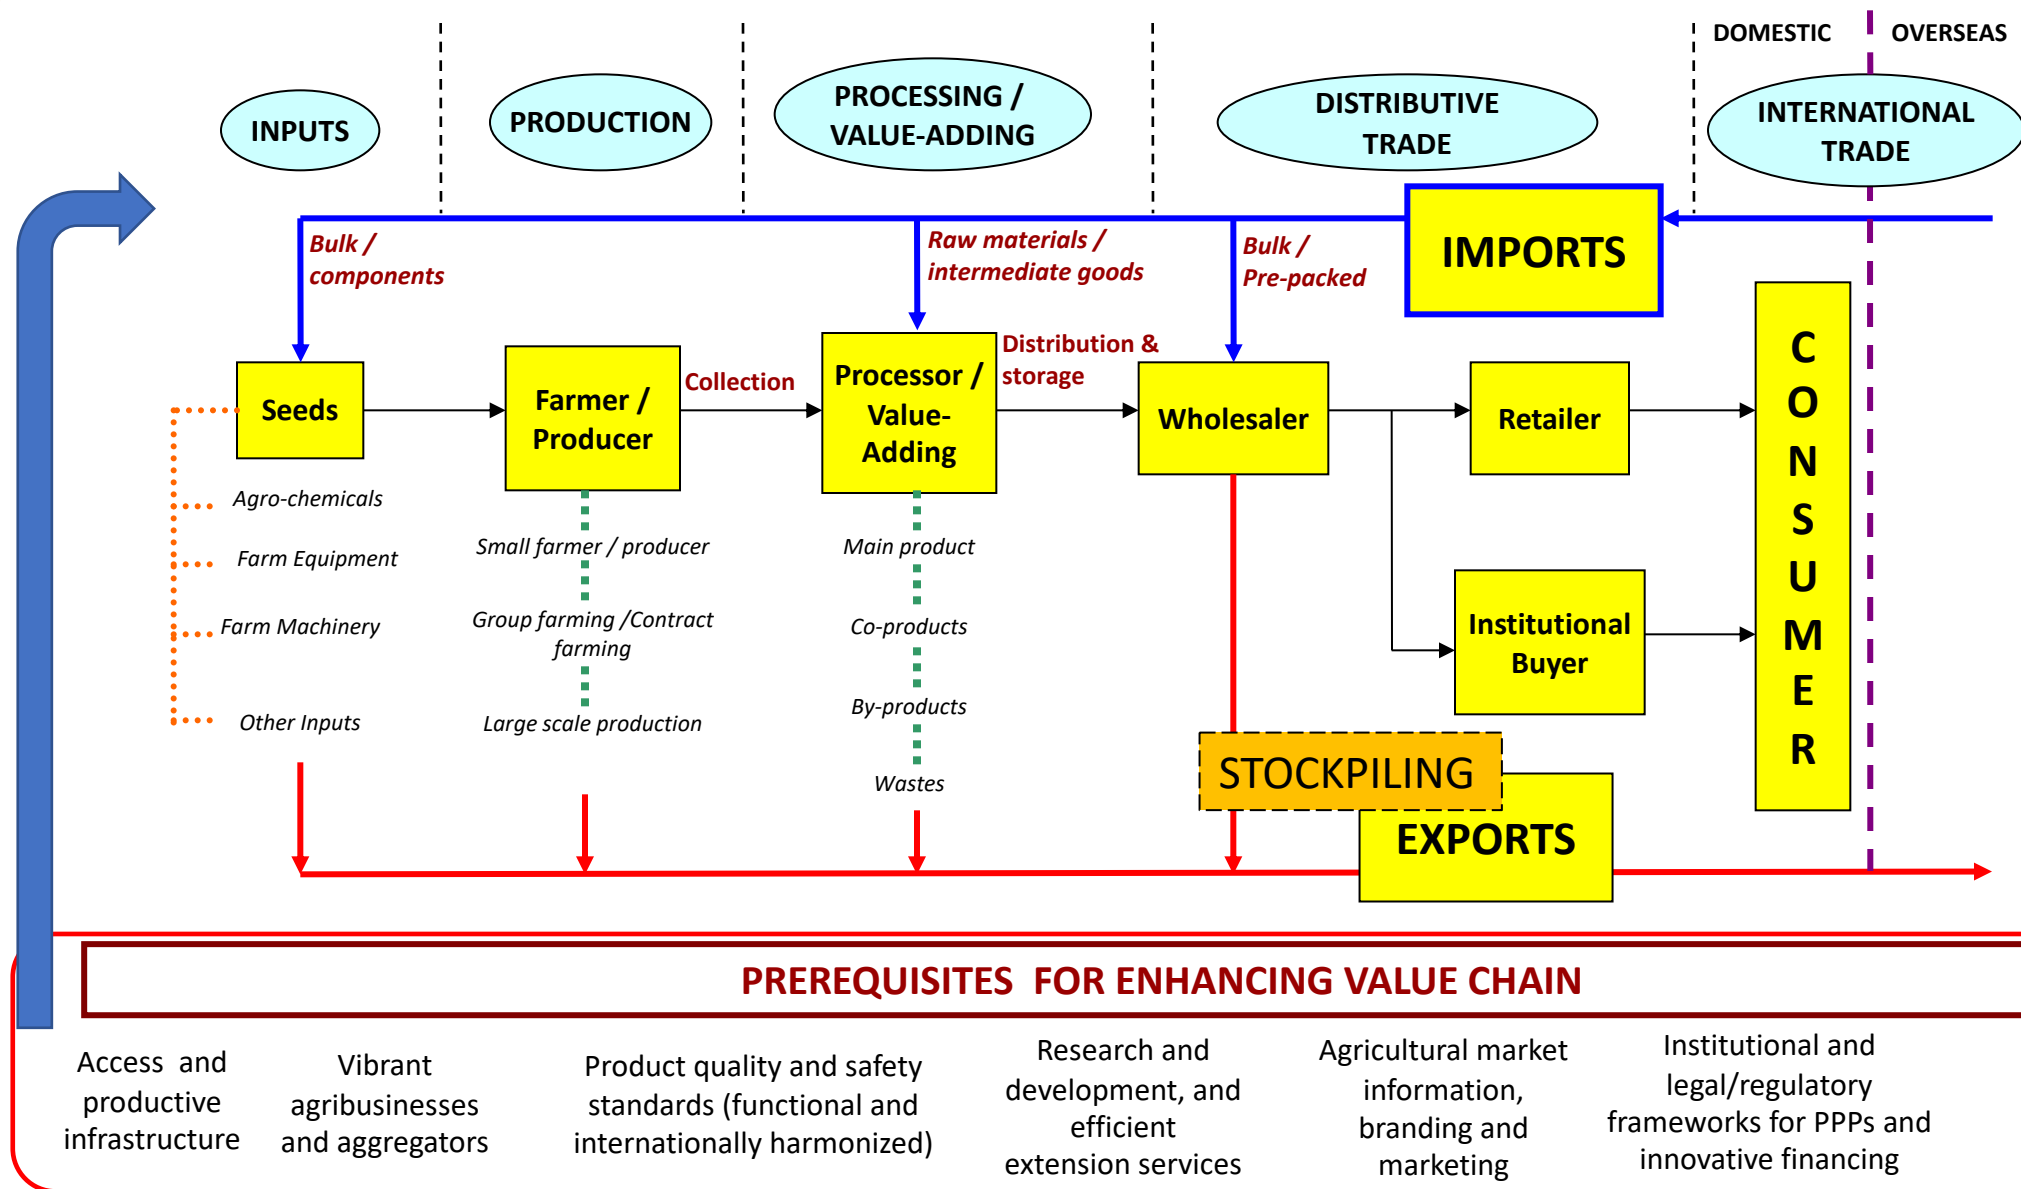 DOMESTIC
OVERSEAS
INPUTS
PRODUCTION
PROCESSING /
VALUE-ADDING
DISTRIBUTIVE
TRADE
INTERNATIONAL
TRADE
IMPORTS
Bulk /
components
Raw materials /
intermediate goods
Bulk /
Pre-packed
Seeds
Farmer /
Producer
Collection
Processor /
Value-
Adding
Distribution &
storage
Wholesaler
Retailer
Institutional
Buyer
C
O
N
S
U
M
E
R
Agro-chemicals
Farm Equipment
Farm Machinery
Other Inputs
Small farmer / producer
Group farming /Contract
farming
Large scale production
Main product
Co-products
By-products
Wastes
STOCKPILING
EXPORTS
PREREQUISITES FOR ENHANCING VALUE CHAIN
Access and
productive
infrastructure
Vibrant
agribusinesses
and aggregators
Product quality and safety
standards (functional and
internationally harmonized)
Research and
development, and
efficient
extension services
Agricultural market
information,
branding and
marketing
Institutional and
legal/regulatory
frameworks for PPPs and
innovative financing